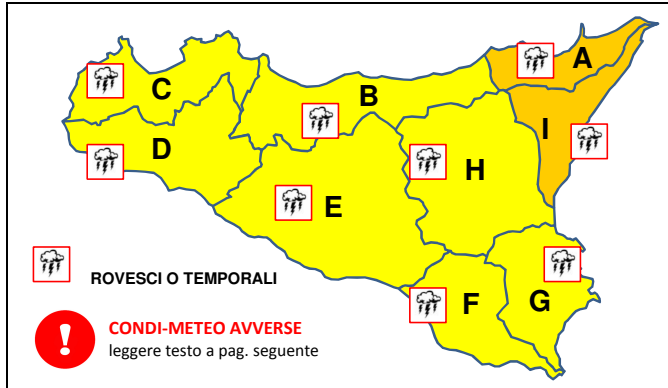 A
C
B
I
D
H
E
ROVESCI O TEMPORALI
F
G
CONDI-METEO AVVERSE
leggere testo a pag. seguente